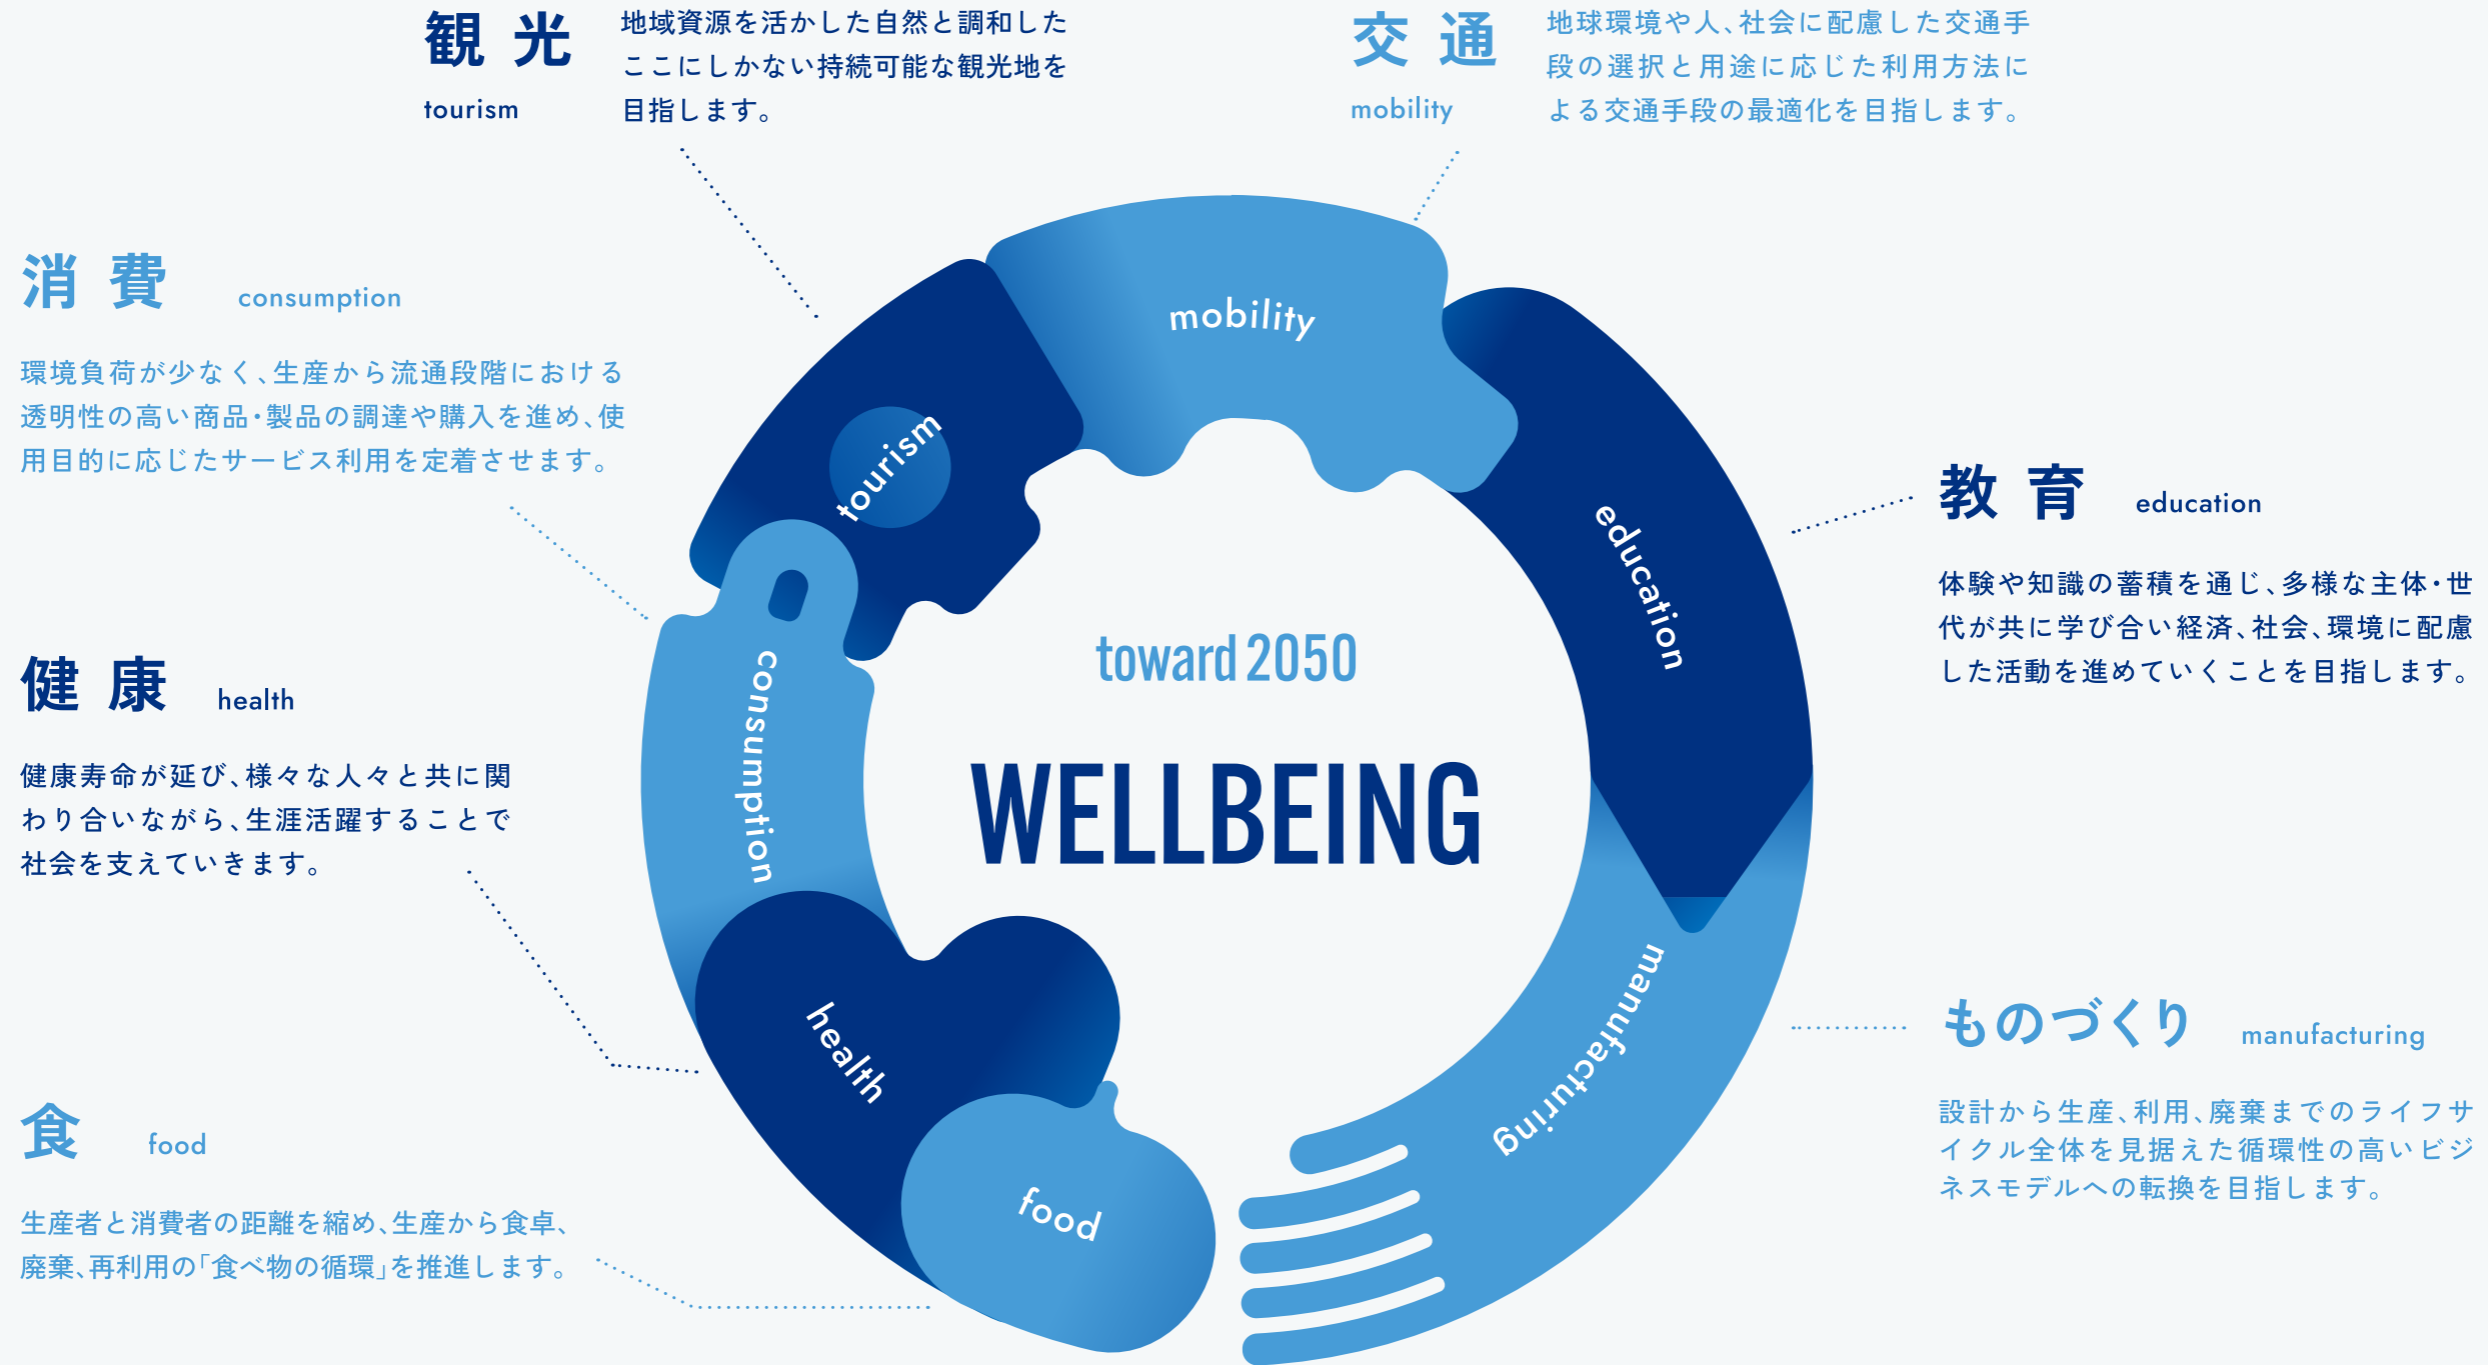 観光
tourism
地域資源を活かした自然と調和した
ここにしかない持続可能な観光地を
目指します。
交通
mobility
地球環境や人、社会に配慮した交通手
段の選択と用途に応じた利用方法に
よる交通手段の最適化を目指します。
消費 consumption
環境負荷が少なく、生産から流通段階における
透明性の高い商品・製品の調達や購入を進め、使
用目的に応じたサービス利用を定着させます。
教育 education
体験や知識の蓄積を通じ、多様な主体・世
代が共に学び合い経済、社会、環境に配慮
した活動を進めていくことを目指します。
健康 health
健康寿命が延び、様々な人々と共に関
わり合いながら、生涯活躍することで
社会を支えていきます。
ものづくり manufacturing
設計から生産、利用、廃棄までのライフサ
イクル全体を見据えた循環性の高いビジ
ネスモデルへの転換を目指します。
食 food
生産者と消費者の距離を縮め、生産から食卓、
廃棄、再利用の「食べ物の循環」を推進します。
mobility
tourism
education
consumption
toward 2050
WELLBEING
manufacturing
health
food